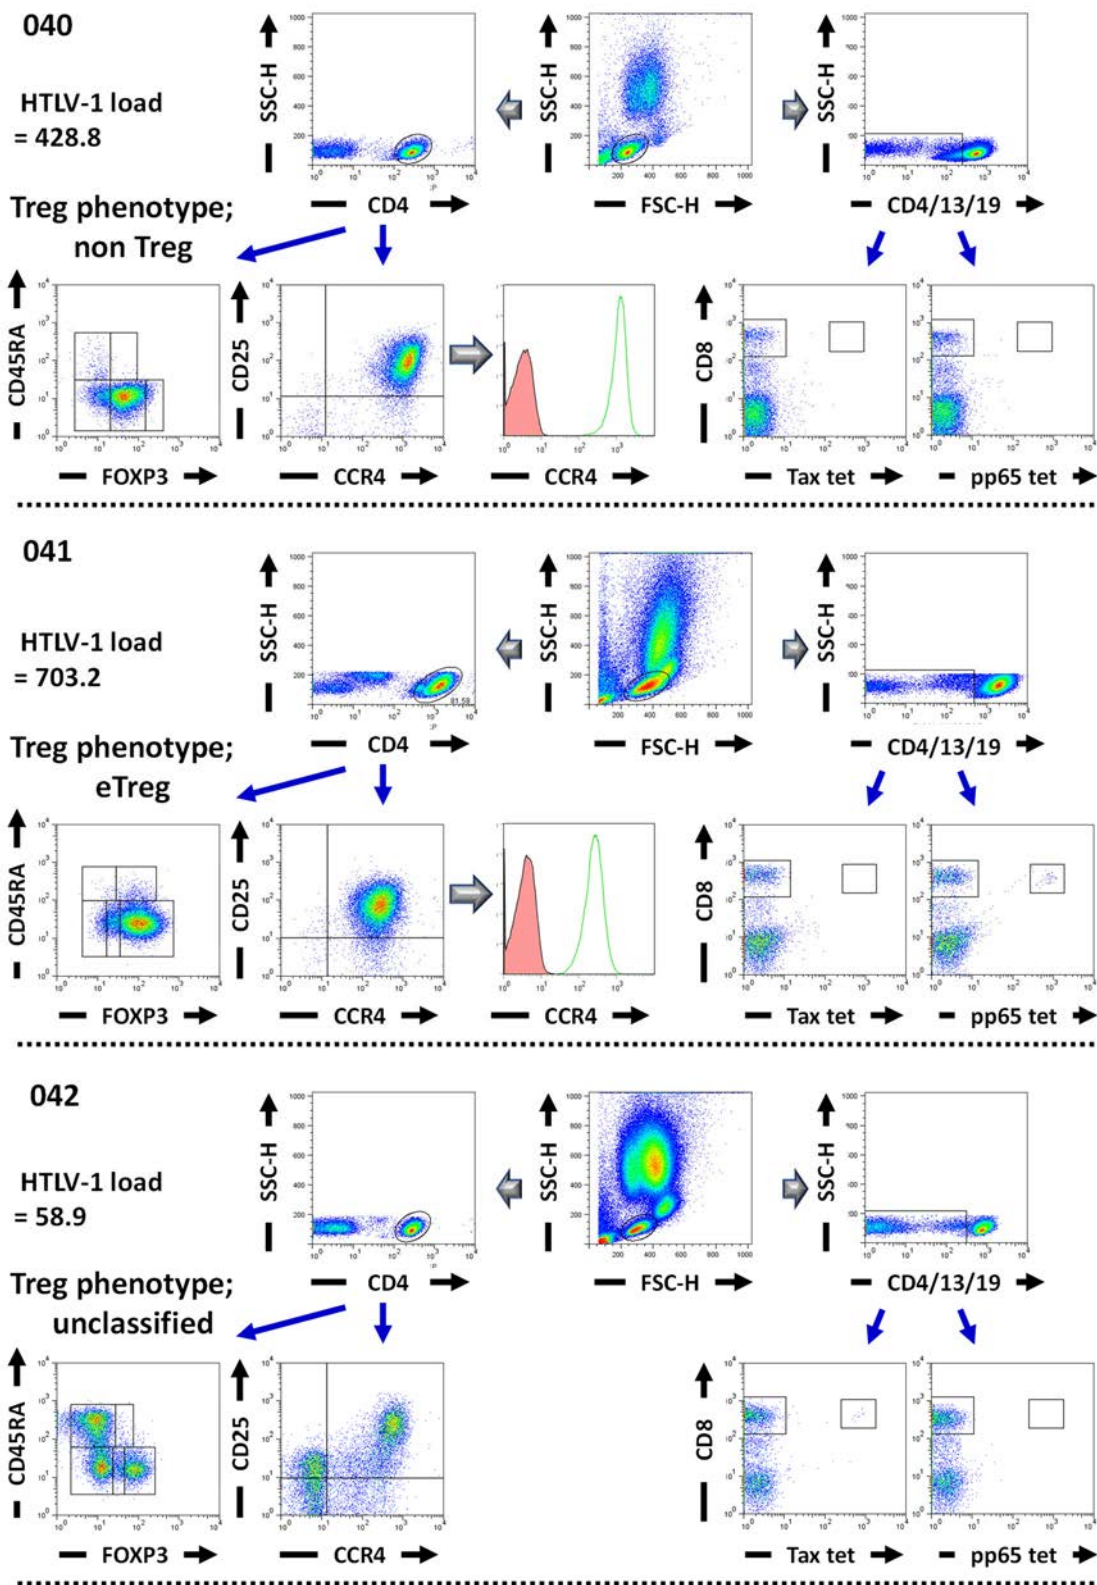 040
HTLV-1 load
= 428.8
Treg phenotype;
non Treg
SSC-H
CD4
SSC-H
FSC-H
SSC-H
CD4/13/19
CD45RA
FOXP3
CD25
CCR4
CCR4
CD8
Tax tet
pp65 tet
041
HTLV-1 load
= 703.2
Treg phenotype;
eTreg
SSC-H
81.58
CD4
SSC-H
FSC-H
SSC-H
CD4/13/19
CD45RA
FOXP3
CD25
CCR4
CCR4
CD8
Tax tet
pp65 tet
042
HTLV-1 load
= 58.9
Treg phenotype;
unclassified
SSC-H
CD4
SSC-H
FSC-H
SSC-H
CD4/13/19
CD45RA
FOXP3
CD25
CCR4
CD8
Tax tet
pp65 tet